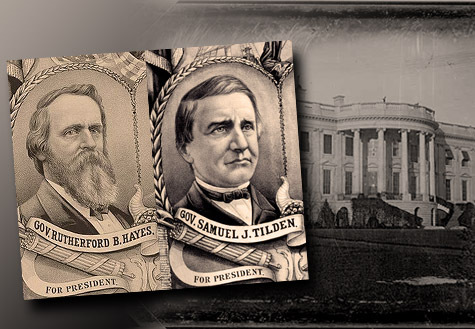 GOV. RUTHERFORD B. HAYES,
FOR PRESIDENT.
GOV. SAMUEL J. TILDEN.
FOR PRESIDENT.